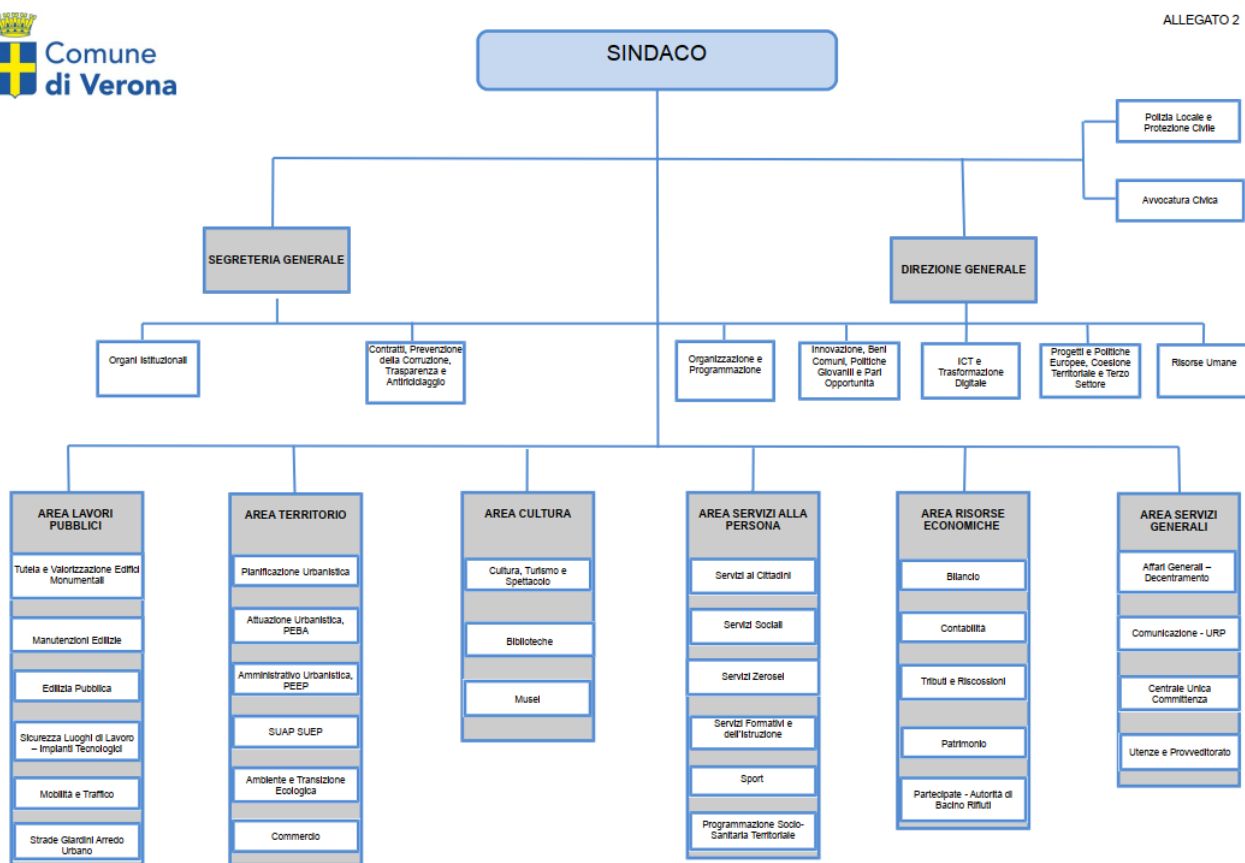 ALLEGATO 2
Comune
di Verona
SINDACO
Polizia Locale e
Protezione Civile
Avvocatura Civica
SEGRETERIA GENERALE
DIREZIONE GENERALE
Organi Istituzionali
Contratti, Prevenzione
della Corruzione,
Trasparenza e
Antiriciclaggio
Organizzazione e
Programmazione
Innovazione, Beni
Comuni, Politiche
Giovanili e Pari
Opportunità
ICT e
Trasformazione
Digitale
Progetti e Politiche
Europee, Coesione
Territoriale e Terzo
Settore
Risorse Umane
AREA LAVORI
PUBBLICI
Tutela e Valorizzazione Edifici
Monumentali
Manutenzioni Edilizie
Edilizia Pubblica
Sicurezza Luoghi di Lavoro
– Impianti Tecnologici
Mobilità e Traffico
Strade Giardini Arredo
Urbano
AREA TERRITORIO
Pianificazione Urbanistica
Attuazione Urbanistica,
PEBA
Amministrativo Urbanistica,
PEEP
SUAP SUEP
Ambiente e Transizione
Ecologica
Commercio
AREA CULTURA
Cultura, Turismo e
Spettacolo
Biblioteche
Musei
AREA SERVIZI ALLA
PERSONA
Servizi al Cittadini
Servizi Sociali
Servizi Zerosei
Servizi Formativi e
dell'Istruzione
Sport
Programmazione Socio-
Sanitaria Territoriale
AREA RISORSE
ECONOMICHE
Bilancio
Contabilità
Tributi e Riscossioni
Patrimonio
Partecipate - Autorità di
Bacino Rifiuti
AREA SERVIZI
GENERALI
Affari Generali –
Decentramento
Comunicazione - URP
Centrale Unica
Committenza
Utenze e Provveditorato